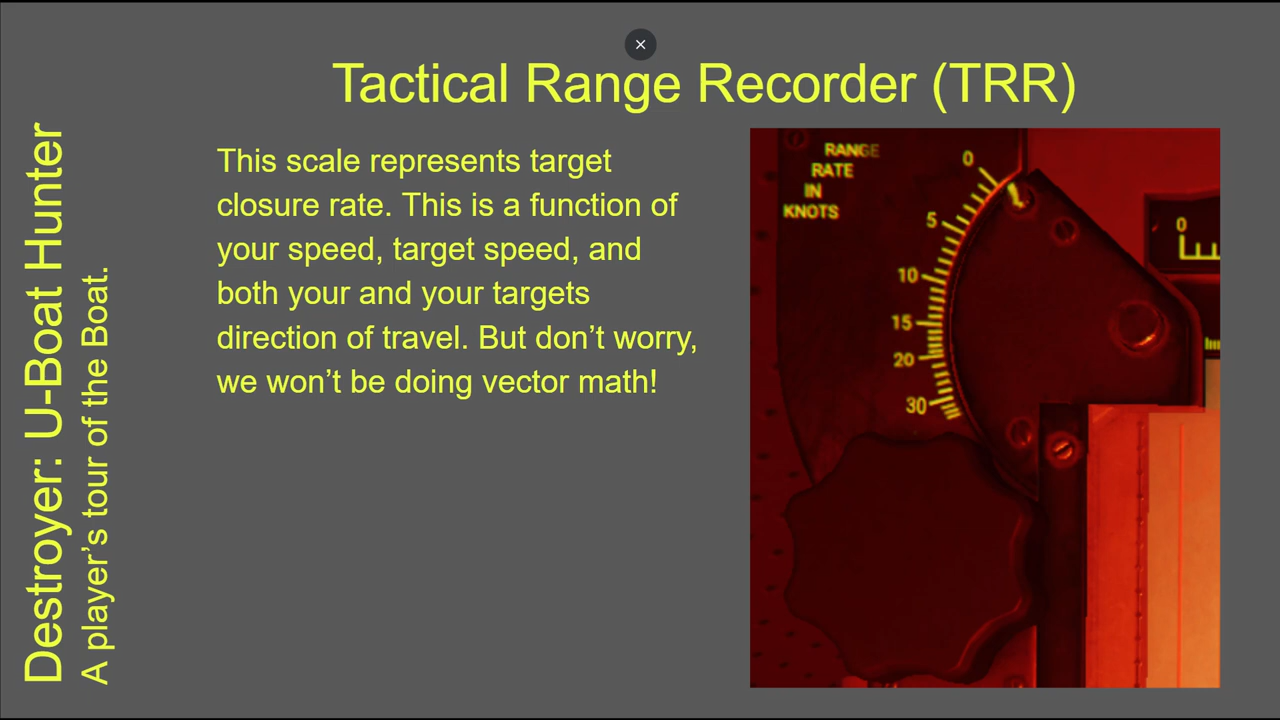 Tactical Range Recorder (TRR)
Destroyer: U-Boat Hunter
A player's tour of the Boat.
This scale represents target
closure rate. This is a function of
your speed, target speed, and
both your and your targets
direction of travel. But don't worry,
we won't be doing vector math!
RANGE
RATE
IN
KNOTS
0
5
10
15
20
30
0